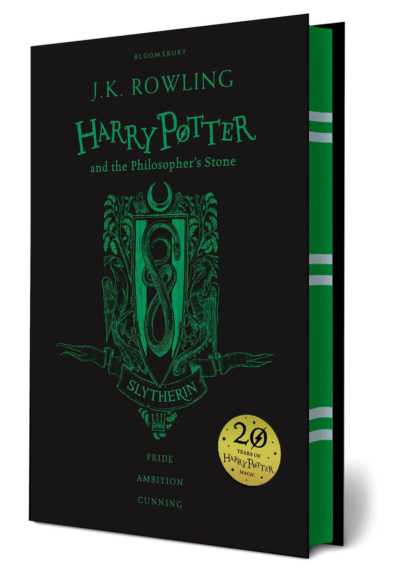 BLOOMSBURY
J.K. ROWLING
HARRY POTTER
and the Philosopher's Stone
SLYTHERIN
PRIDE
AMBITION
CUNNING
20
YEARS OF
HARRY POTTER
MAGIC